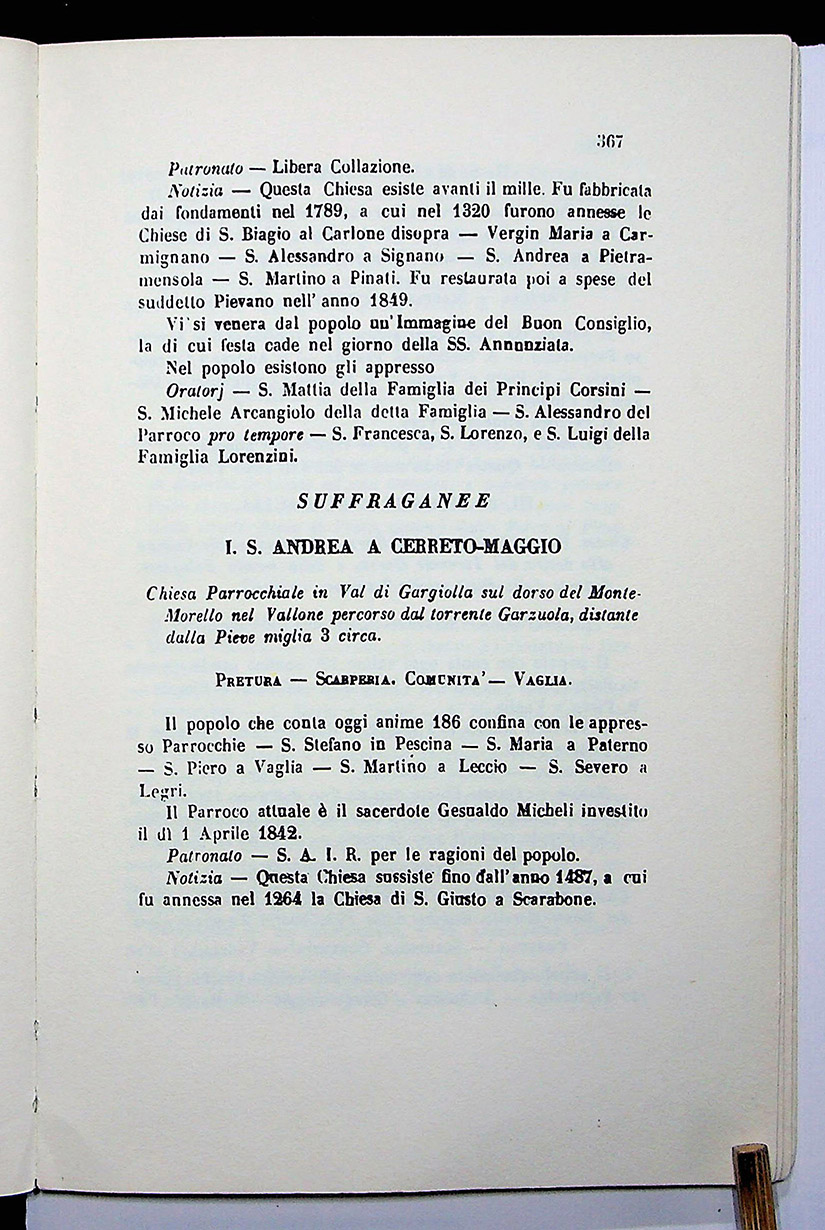 367
Patronato — Libera Collazione.
Notizia — Questa Chiesa esiste avanti il mille. Fu fabbricata
dai fondamenti nel 1789, a cui nel 1320 furono annesse le
Chiese di S. Biagio al Carlone disopra — Vergin Maria a Car-
mignano — S. Alessandro a Signano — S. Andrea a Pietra-
mensola — S. Martino a Pinati. Fu restaurata poi a spese del
suddetto Pievano nell' anno 1849.
Vi si venera dal popolo un'Immagine del Buon Consiglio,
la di cui festa cade nel giorno della SS. Annunziata.
Nel popolo esistono gli appresso
Oratorj — S. Mattia della Famiglia dei Principi Corsini —
S. Michele Arcangiolo della detta Famiglia — S. Alessandro del
Parroco pro tempore — S. Francesca, S. Lorenzo, e S. Luigi della
Famiglia Lorenzini.
SUFFRAGANEE
I. S. ANDREA A CERRETO-MAGGIO
Chiesa Parrocchiale in Val di Gargiolla sul dorso del Monte-
Morello nel Vallone percorso dal torrente Garzuola, distante
dalla Pieve miglia 3 circa.
PRETURA — SCARPERIA. COMUNITA' — VAGLIA.
Il popolo che conta oggi anime 186 confina con le appres-
so Parrocchie — S. Stefano in Pescina — S. Maria a Paterno
— S. Piero a Vaglia — S. Martino a Leccio — S. Severo a
Legri.
Il Parroco attuale è il sacerdote Gesualdo Micheli investito
il dì 1 Aprile 1842.
Patronato — S. A. I. R. per le ragioni del popolo.
Notizia — Questa Chiesa sussiste fino dall'anno 1487, a cui
fu annessa nel 1264 la Chiesa di S. Giusto a Scarabone.